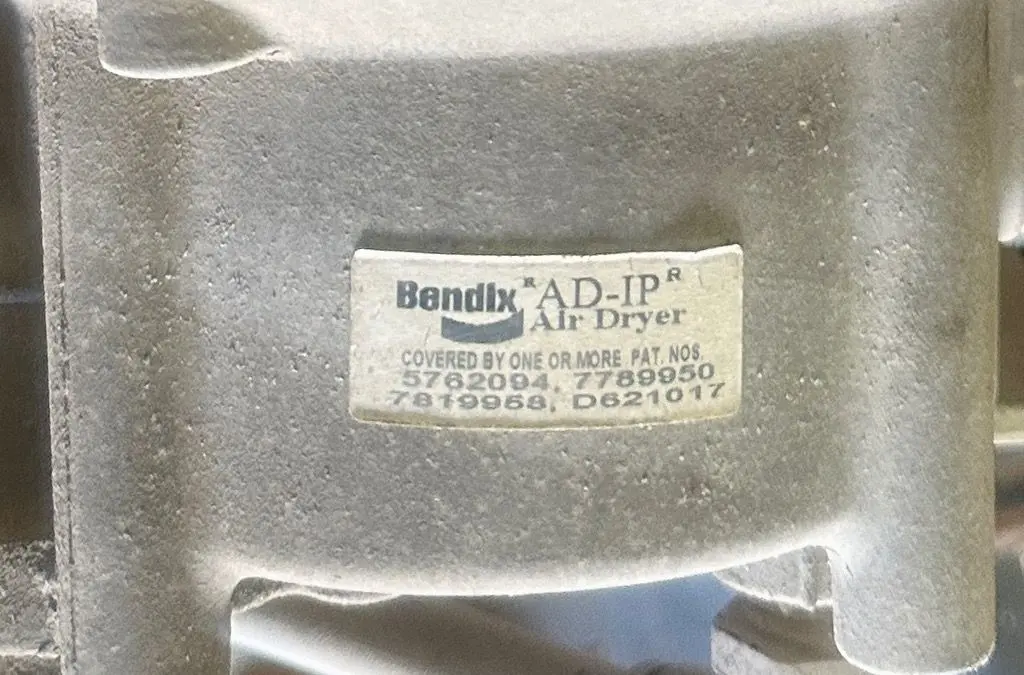 Bendix® "AD-IP"®
Air Dryer
COVERED BY ONE OR MORE PAT. NOS.
5762094, 7789950
7819958, D621017